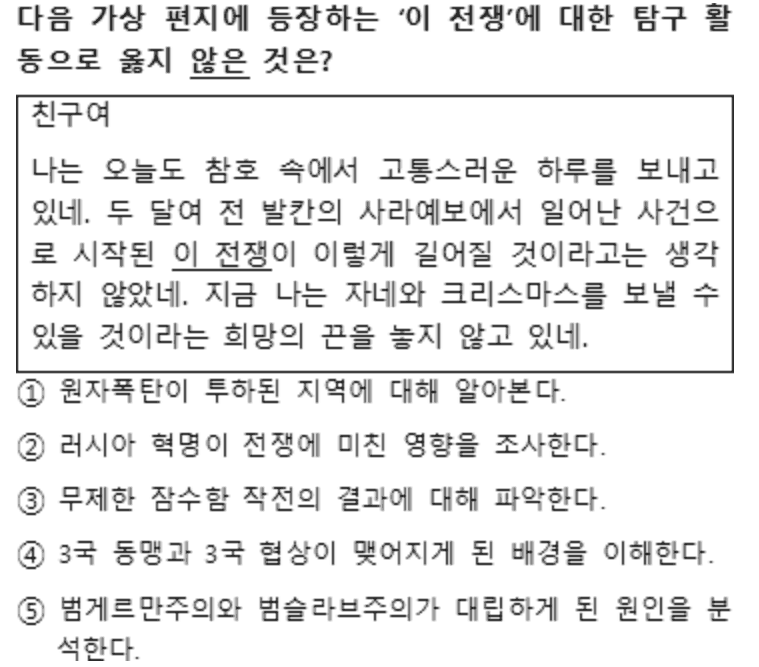 다음 가상 편지에 등장하는 ‘이 전쟁’에 대한 탐구 활
동으로 옳지 않은 것은?
친구여
나는 오늘도 참호 속에서 고통스러운 하루를 보내고
있네. 두 달여 전 발칸의 사라예보에서 일어난 사건으
로 시작된 이 전쟁이 이렇게 길어질 것이라고는 생각
하지 않았네. 지금 나는 자네와 크리스마스를 보낼 수
있을 것이라는 희망의 끈을 놓지 않고 있네.
① 원자폭탄이 투하된 지역에 대해 알아본다.
② 러시아 혁명이 전쟁에 미친 영향을 조사한다.
③ 무제한 잠수함 작전의 결과에 대해 파악한다.
④ 3국 동맹과 3국 협상이 맺어지게 된 배경을 이해한다.
⑤ 범게르만주의와 범슬라브주의가 대립하게 된 원인을 분
석한다.